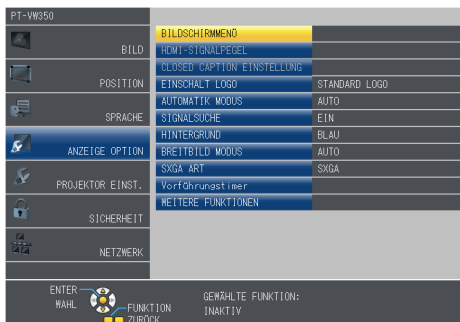 PT-VW350
BILD
POSITION
SPRACHE
ANZEIGE OPTION
PROJEKTOR EINST.
SICHERHEIT
NETZWERK
BILDSCHIRMMENÜ
HDMI-SIGNALPEGEL
CLOSED CAPTION EINSTELLUNG
EINSCHALT LOGO STANDARD LOGO
AUTOMATIK MODUS AUTO
SIGNALSUCHE EIN
HINTERGRUND BLAU
BREITBILD MODUS AUTO
SXGA ART SXGA
Vorführungstimer
WEITERE FUNKTIONEN
ENTER
WAHL
FUNKTION
ZURÜCK
GEWÄHLTE FUNKTION:
INAKTIV